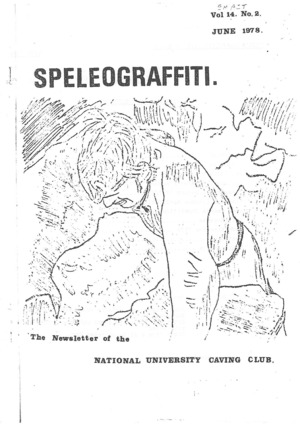 Vol 14. No. 2.
JUNE 1978.
SPELEOGRAFFITI.
The Newsletter of the
NATIONAL UNIVERSITY CAVING CLUB.